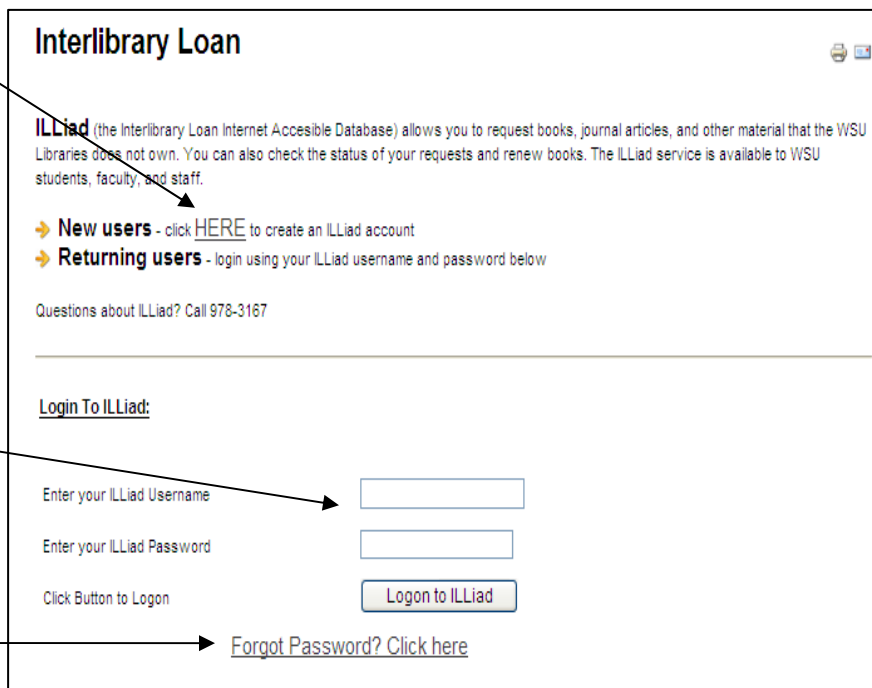 Interlibrary Loan
ILLiad (the Interlibrary Loan Internet Accesible Database) allows you to request books, journal articles, and other material that the WSU
Libraries does not own. You can also check the status of your requests and renew books. The ILLiad service is available to WSU
students, faculty, and staff.
New users - click HERE to create an ILLiad account
Returning users - login using your ILLiad username and password below
Questions about ILLiad? Call 978-3167
Login To ILLiad:
Enter your ILLiad Username
Enter your ILLiad Password
Click Button to Logon Logon to ILLiad
Forgot Password? Click here